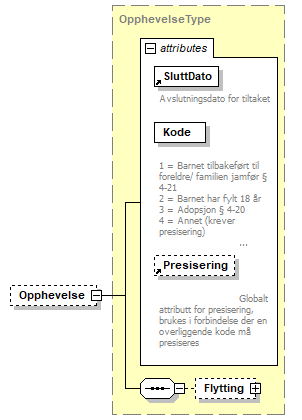 OpphevelseType
attributes
SluttDato
Avslutningsdato for tiltaket
Kode
1 = Barnet tilbakeført til
foreldre/ familien jamfør §
4-21
2 = Barnet har fylt 18 år
3 = Adopsjon § 4-20
4 = Annet (krever
presisering)
...
Presisering
Globalt
attributt for presisering,
brukes i forbindelse der en
overliggende kode må
presiseres
Opphevelse
Flytting